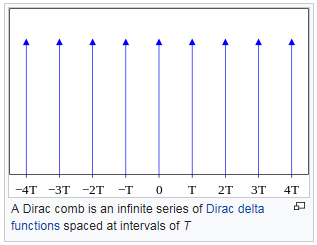 −4T −3T −2T −T 0 T 2T 3T 4T
A Dirac comb is an infinite series of Dirac delta
functions spaced at intervals of T